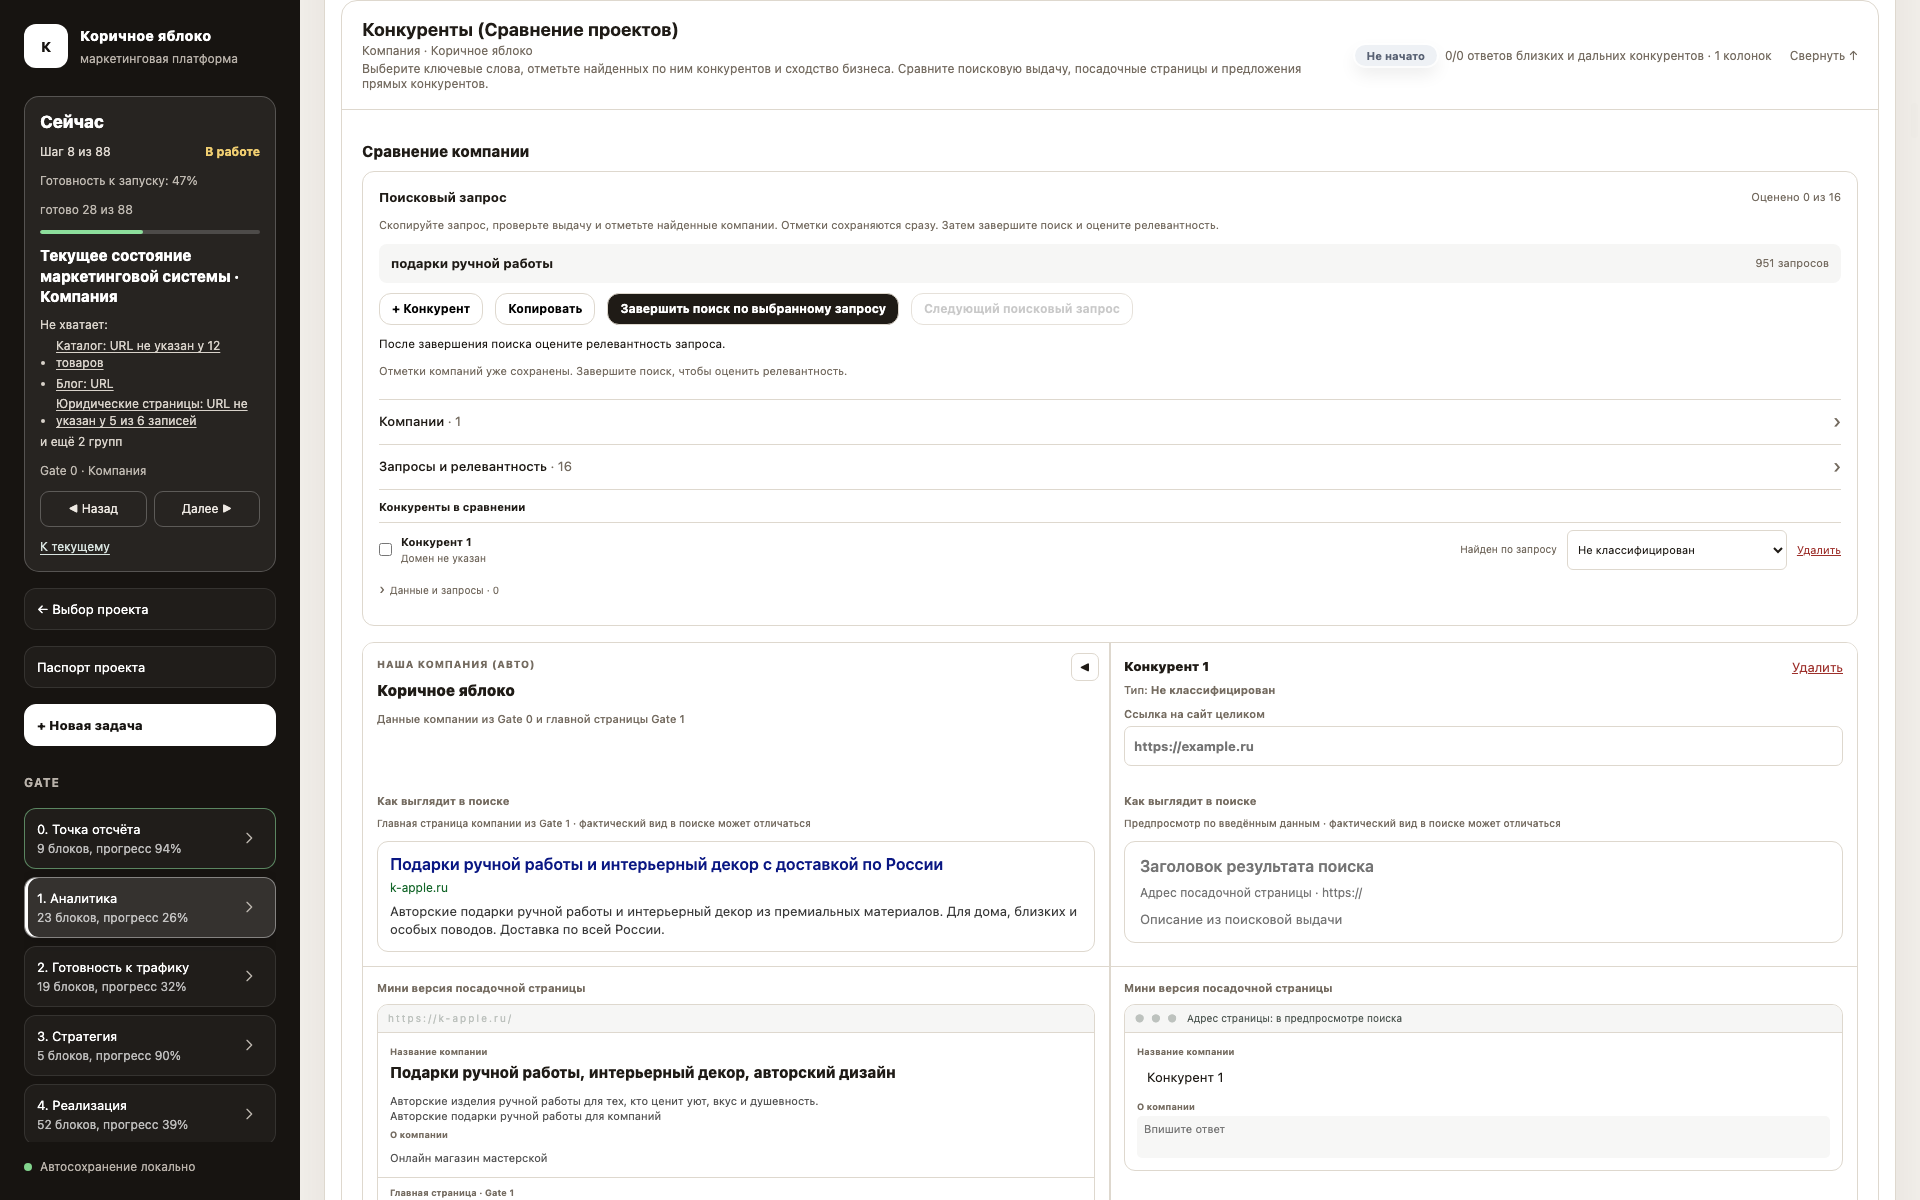 К
Коричное яблоко
маркетинговая платформа
Сейчас
Шаг 8 из 88
В работе
Готовность к запуску: 47%
готово 28 из 88
Текущее состояние
маркетинговой системы ·
Компания
Не хватает:
• Каталог: URL не указан у 12
товаров
• Блог: URL
• Юридические страницы: URL не
указан у 5 из 6 записей
и ещё 2 групп
Gate 0 · Компания
◀ Назад
Далее ▶
К текущему
← Выбор проекта
Паспорт проекта
+ Новая задача
GATE
0. Точка отсчёта
9 блоков, прогресс 94%
1. Аналитика
23 блоков, прогресс 26%
2. Готовность к трафику
19 блоков, прогресс 32%
3. Стратегия
5 блоков, прогресс 90%
4. Реализация
52 блоков, прогресс 39%
Автосохранение локально
Конкуренты (Сравнение проектов)
Компания · Коричное яблоко
Выберите ключевые слова, отметьте найденных по ним конкурентов и сходство бизнеса. Сравните поисковую выдачу, посадочные страницы и предложения
прямых конкурентов.
Не начато
0/0 ответов близких и дальних конкурентов · 1 колонок
Свернуть ↑
Сравнение компании
Поисковый запрос
Оценено 0 из 16
Скопируйте запрос, проверьте выдачу и отметьте найденные компании. Отметки сохраняются сразу. Затем завершите поиск и оцените релевантность.
подарки ручной работы
951 запросов
+ Конкурент
Копировать
Завершить поиск по выбранному запросу
Следующий поисковый запрос
После завершения поиска оцените релевантность запроса.
Отметки компаний уже сохранены. Завершите поиск, чтобы оценить релевантность.
Компании · 1
Запросы и релевантность · 16
Конкуренты в сравнении
Конкурент 1
Домен не указан
Найден по запросу
Не классифицирован
Удалить
Данные и запросы · 0
НАША КОМПАНИЯ (АВТО)
◀
Коричное яблоко
Данные компании из Gate 0 и главной страницы Gate 1
Как выглядит в поиске
Главная страница компании из Gate 1 · фактический вид в поиске может отличаться
Подарки ручной работы и интерьерный декор с доставкой по России
k-apple.ru
Авторские подарки ручной работы и интерьерный декор из премиальных материалов. Для дома, близких и
особых поводов. Доставка по всей России.
Мини версия посадочной страницы
https://k-apple.ru/
Название компании
Подарки ручной работы, интерьерный декор, авторский дизайн
Авторские изделия ручной работы для тех, кто ценит уют, вкус и душевность.
Авторские подарки ручной работы для компаний
О компании
Онлайн магазин мастерской
Главная страница · Gate 1
Конкурент 1
Удалить
Тип: Не классифицирован
Ссылка на сайт целиком
https://example.ru
Как выглядит в поиске
Предпросмотр по введённым данным · фактический вид в поиске может отличаться
Заголовок результата поиска
Адрес посадочной страницы · https://
Описание из поисковой выдачи
Мини версия посадочной страницы
Адрес страницы: в предпросмотре поиска
Название компании
Конкурент 1
О компании
Впишите ответ